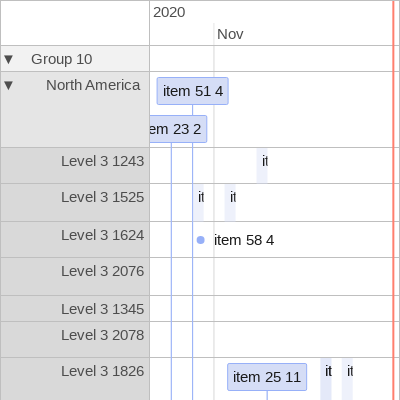 2020
Nov
▼ Group 10
▼ North America
item 51 4
em 23 2
Level 3 1243
it
Level 3 1525
it it
Level 3 1624
item 58 4
Level 3 2076
Level 3 1345
Level 3 2078
Level 3 1826
item 25 11 it it